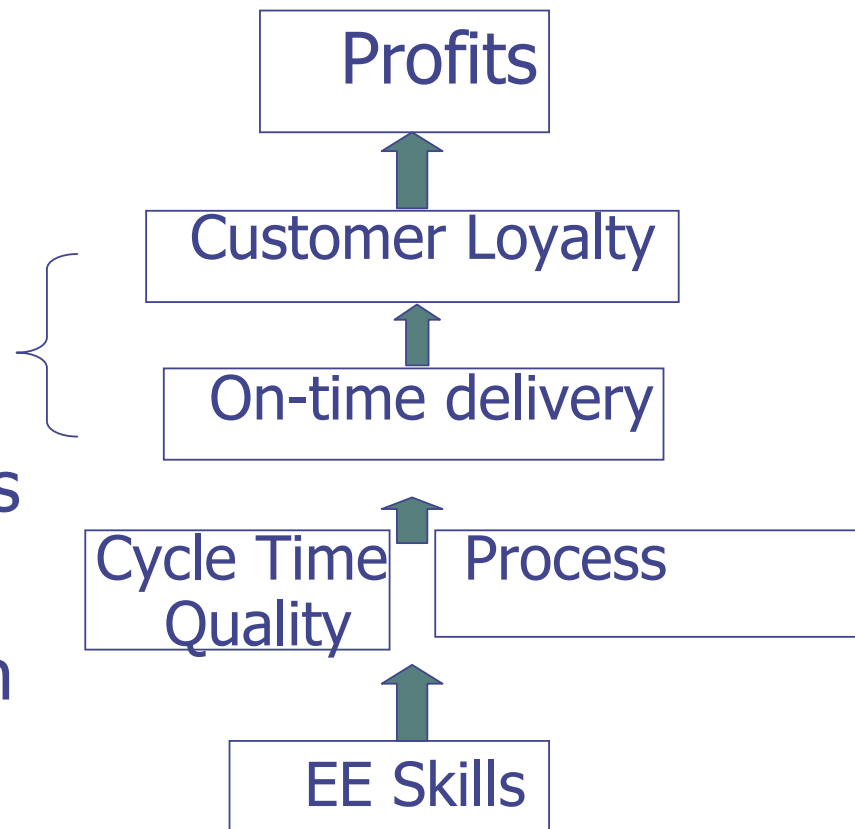 Profits
Customer Loyalty
On-time delivery
s
Cycle Time
Quality
Process
n
EE Skills